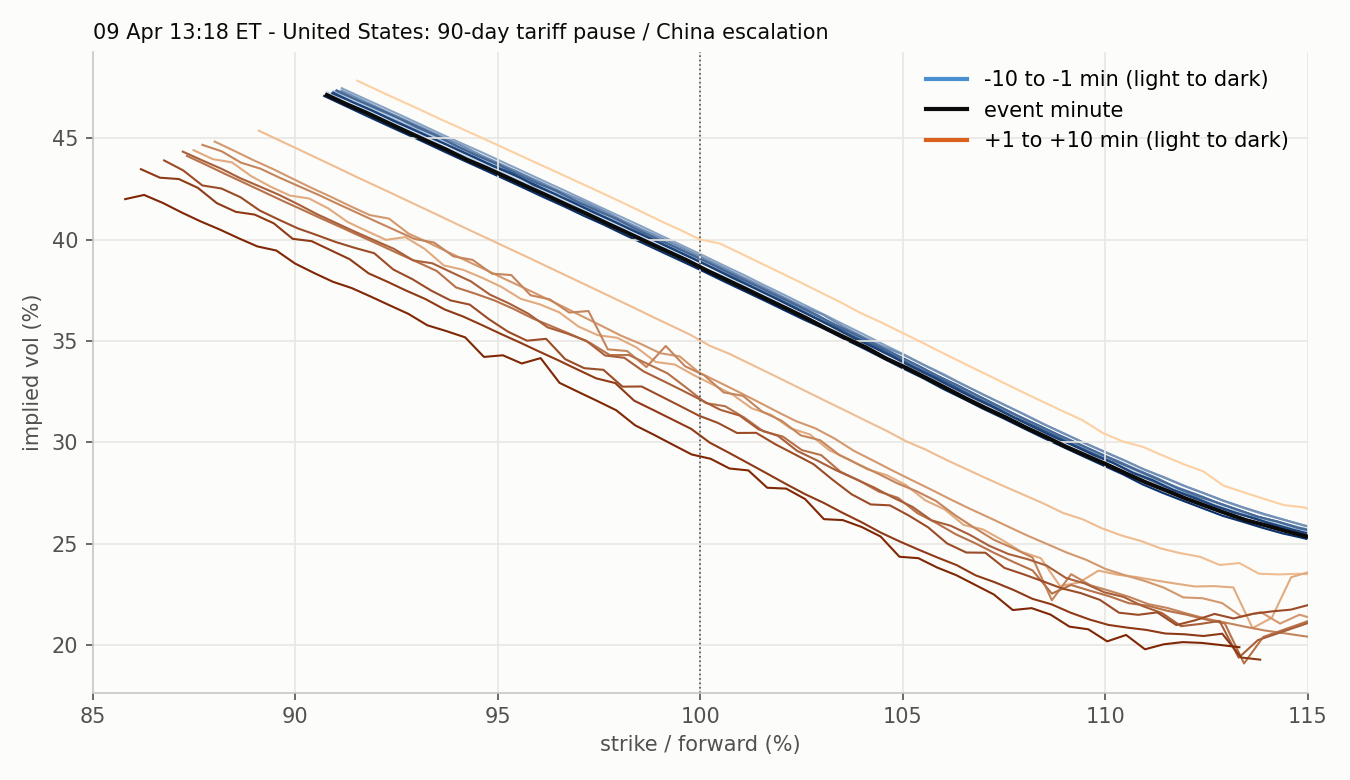 09 Apr 13:18 ET - United States: 90-day tariff pause / China escalation
-10 to -1 min (light to dark)
event minute
+1 to +10 min (light to dark)
implied vol (%)
45
40
35
30
25
20
85 90 95 100 105 110 115
strike / forward (%)